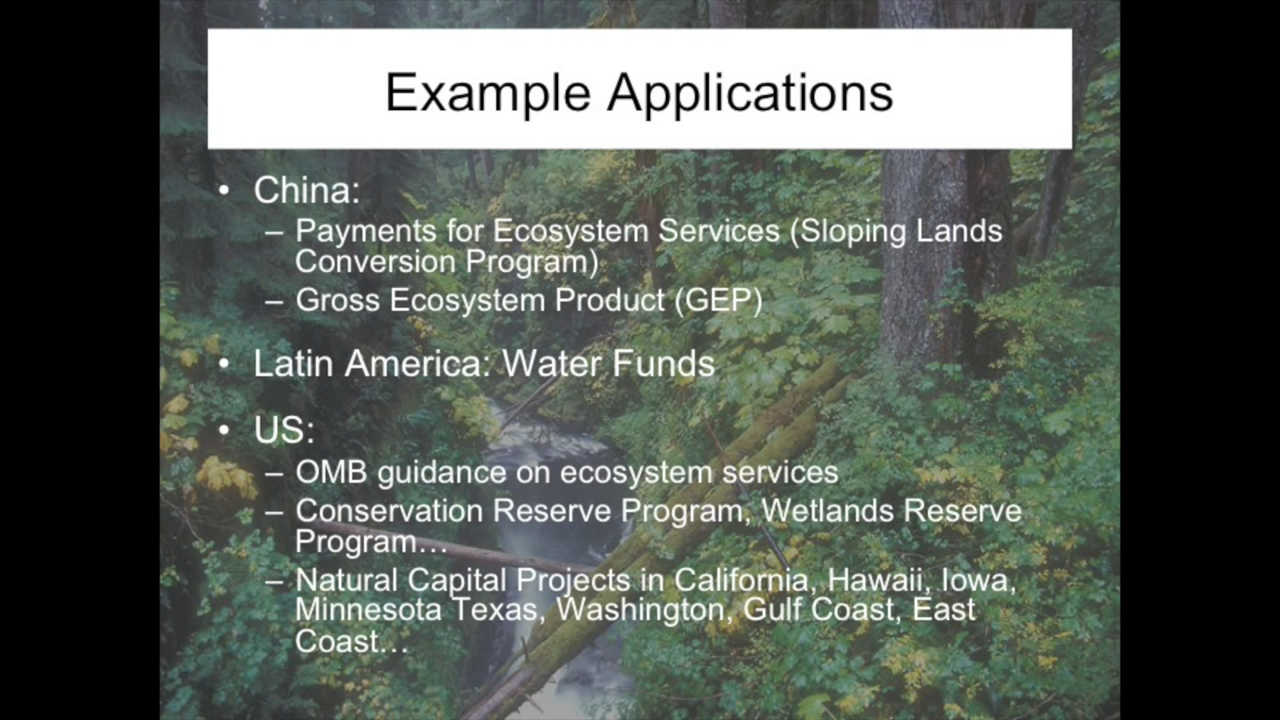 Example Applications
• China:
– Payments for Ecosystem Services (Sloping Lands
Conversion Program)
– Gross Ecosystem Product (GEP)
• Latin America: Water Funds
• US:
– OMB guidance on ecosystem services
– Conservation Reserve Program, Wetlands Reserve
Program…
– Natural Capital Projects in California, Hawaii, Iowa,
Minnesota Texas, Washington, Gulf Coast, East
Coast…